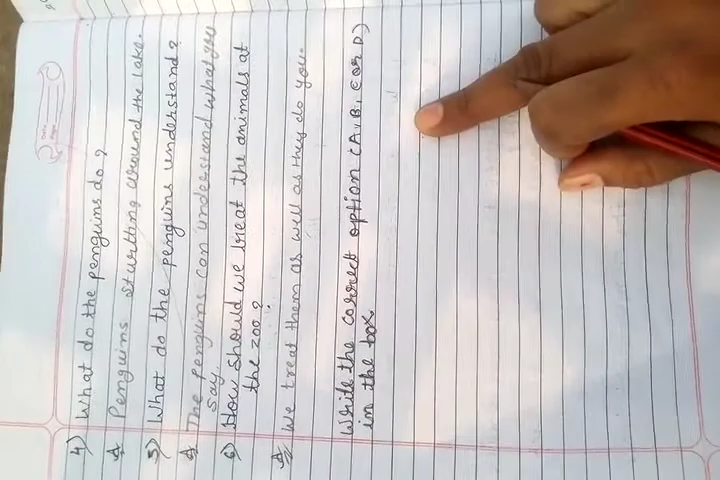 4) What do the penguns do?
A Penguins sturtting around the lake.
5) What do the penguins understand?
A The penguins can understand what you
say.
6) How should we treat the animals at
the zoo?
A We treat them as well as they do you.
Write the correct option (A, B, C or D)
in the box.